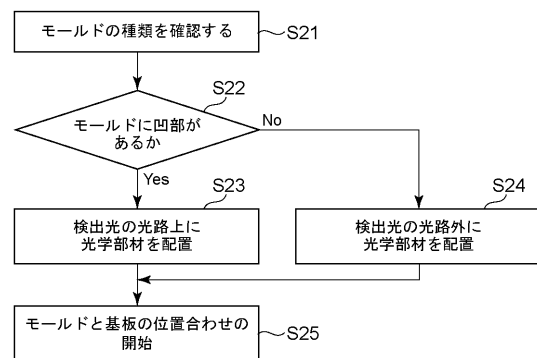 モールドの種類を確認する
S21
S22
モールドに凹部が
あるか
No
Yes
S23
検出光の光路上に
光学部材を配置
S24
検出光の光路外に
光学部材を配置
モールドと基板の位置合わせの
開始
S25